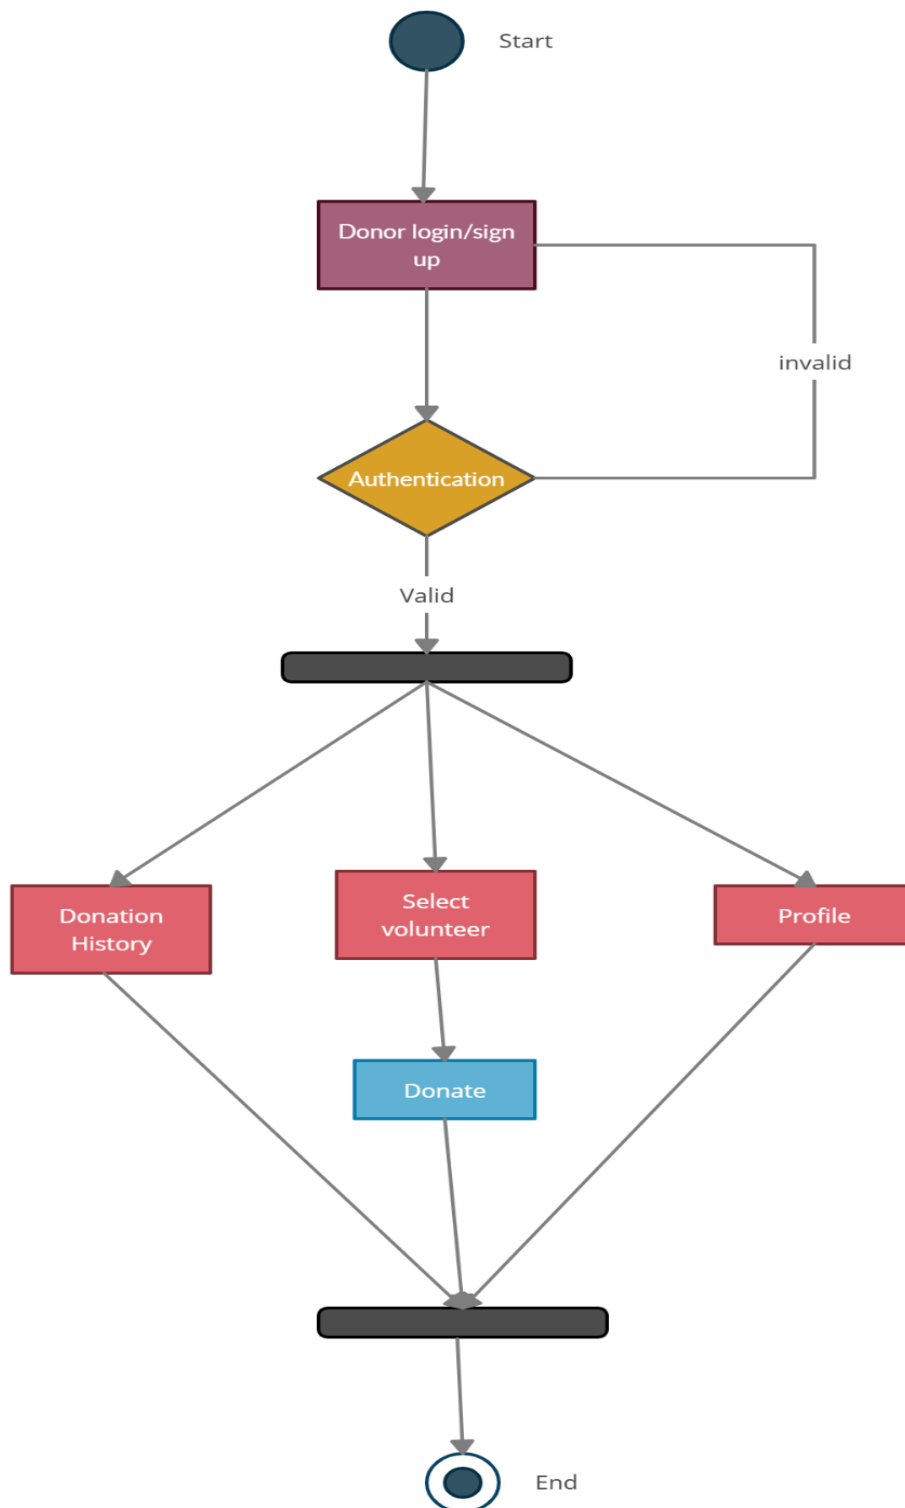 Start
Donor login/sign
up
invalid
Authentication
Valid
Donation
History
Select
volunteer
Profile
Donate
End